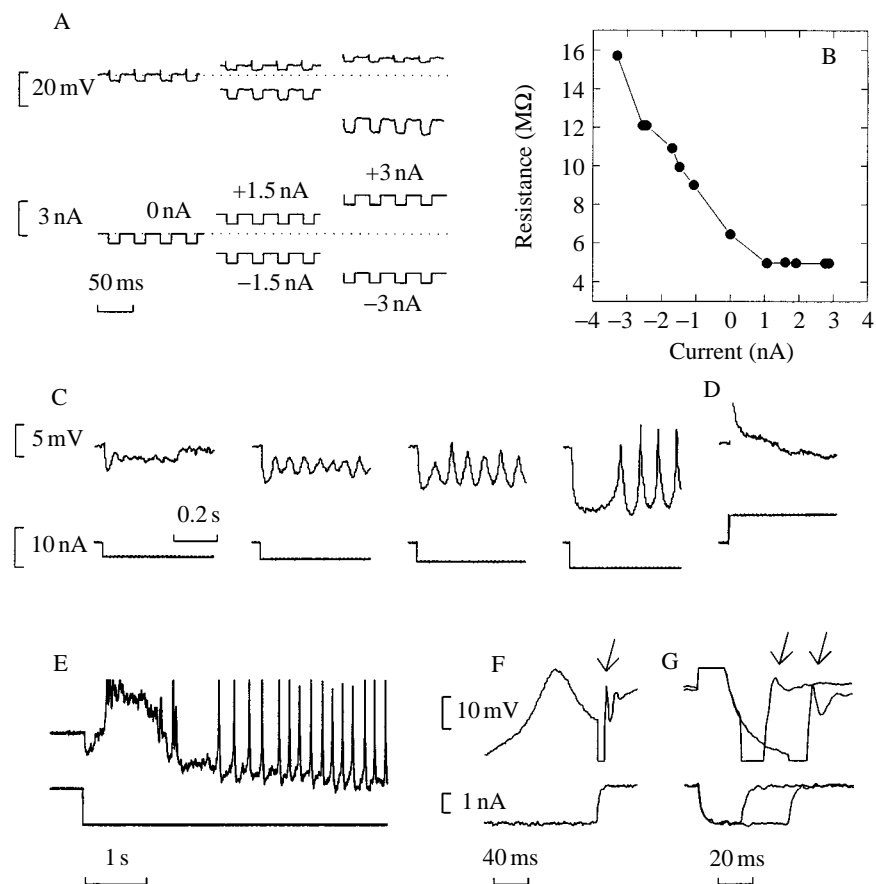 A
20 mV
3 nA
0 nA
+1.5 nA
−1.5 nA
+3 nA
−3 nA
50 ms
B
Resistance (MΩ)
16
14
12
10
8
6
4
−4 −3 −2 −1 0 1 2 3 4
Current (nA)
C
5 mV
10 nA
0.2 s
D
E
1 s
F
10 mV
1 nA
40 ms
G
20 ms